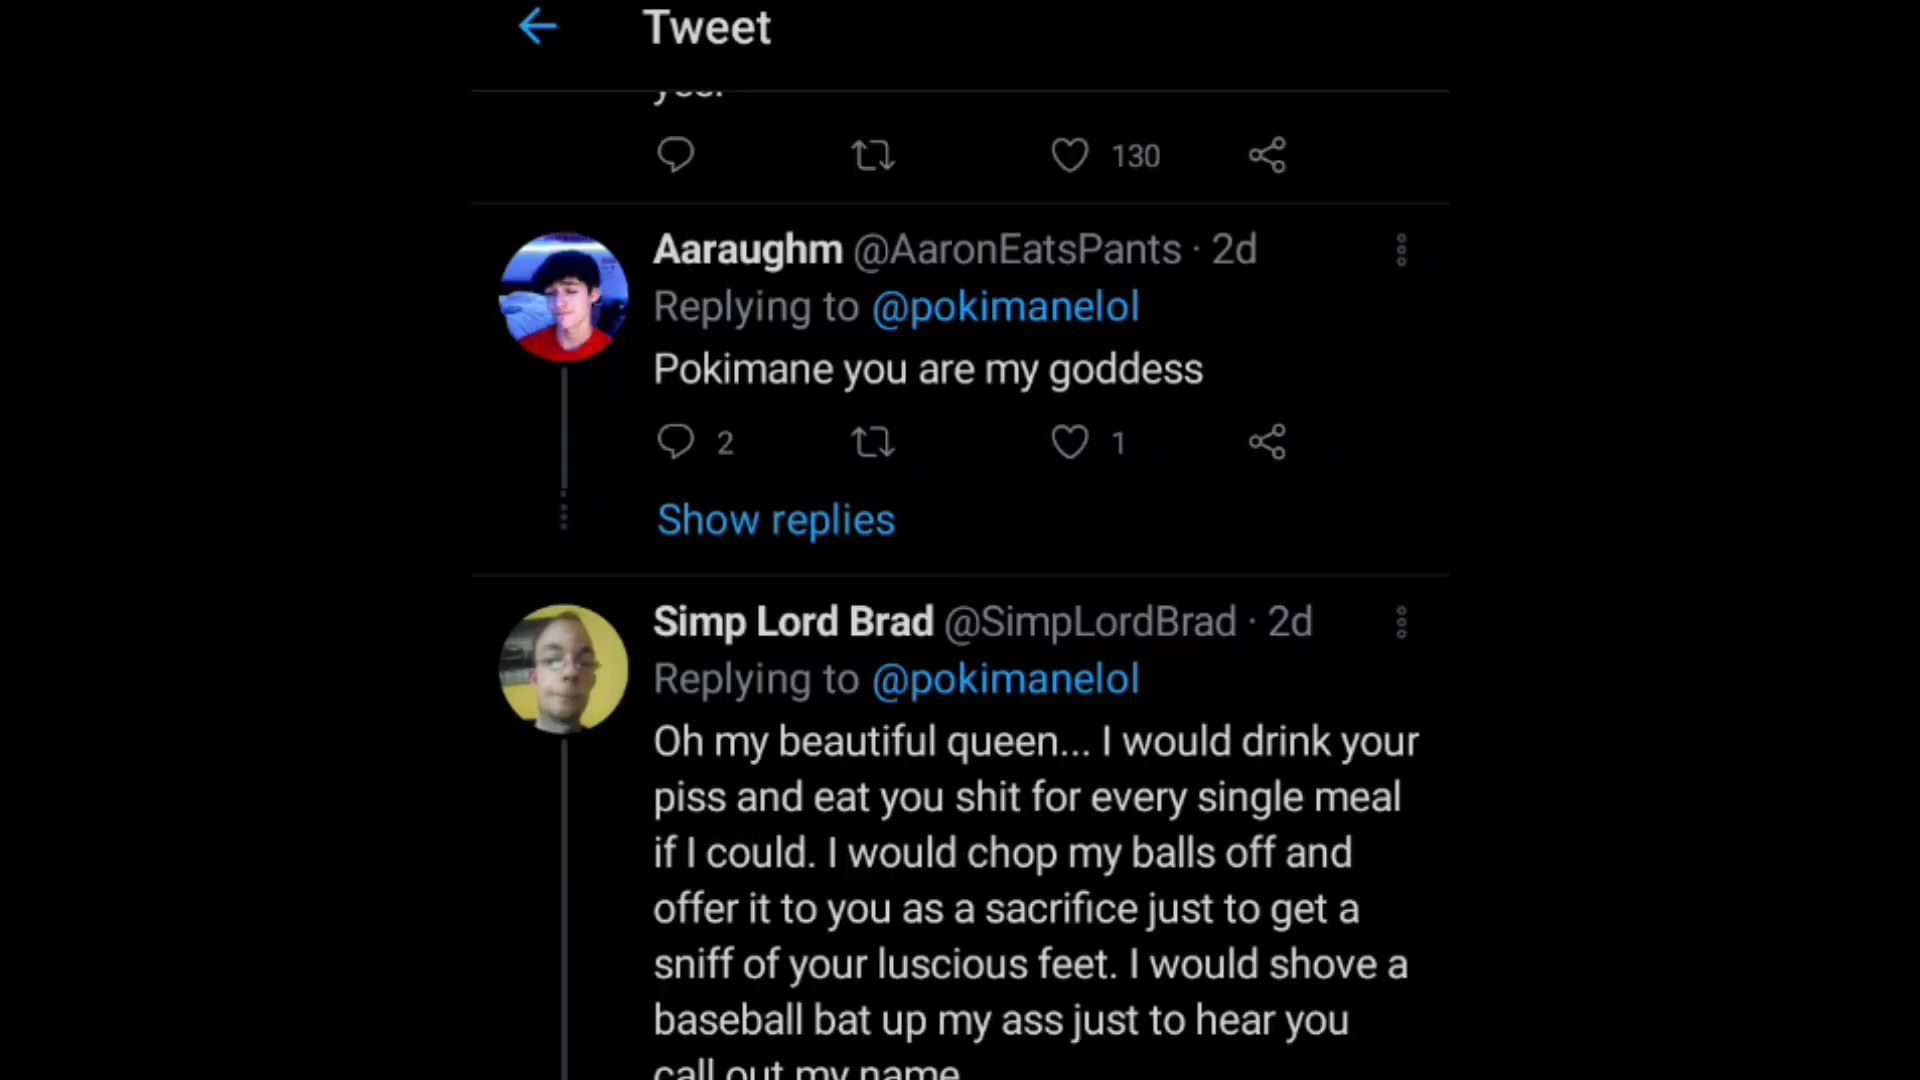 Tweet
130
Aaraughm @AaronEatsPants · 2d
Replying to @pokimanelol
Pokimane you are my goddess
2 1
Show replies
Simp Lord Brad @SimpLordBrad · 2d
Replying to @pokimanelol
Oh my beautiful queen... I would drink your
piss and eat you shit for every single meal
if I could. I would chop my balls off and
offer it to you as a sacrifice just to get a
sniff of your luscious feet. I would shove a
baseball bat up my ass just to hear you
call out my name